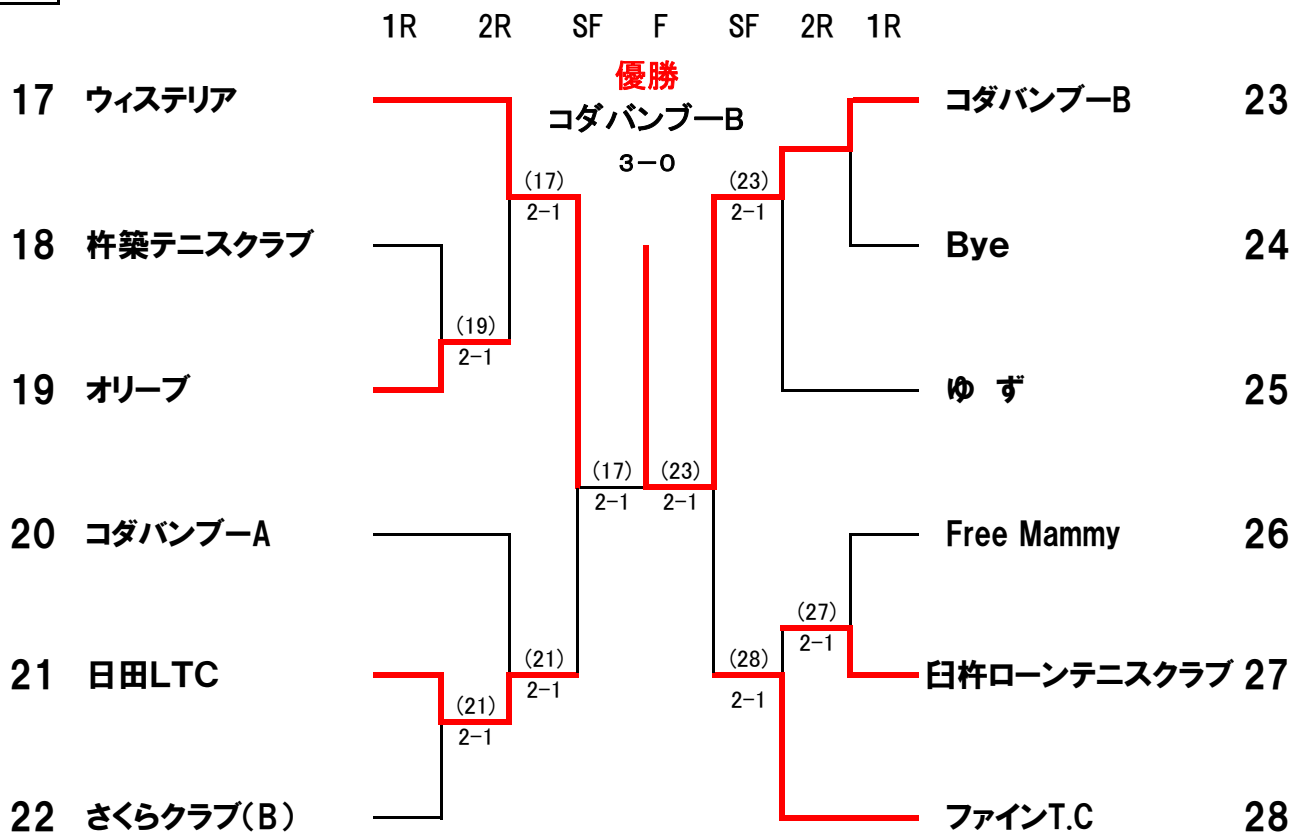 1R 2R SF F SF 2R 1R
優勝
17 ウィステリア コダバンブーB コダバンブーB 23
3-0
(17) (23)
2-1 2-1
18 杵築テニスクラブ Bye 24
(19)
2-1
19 オリーブ ゆ ず 25
(17) (23)
2-1 2-1
20 コダバンブーA Free Mammy 26
(27)
2-1
(21) (28)
21 日田LTC 2-1 2-1 臼杵ローンテニスクラブ 27
(21)
2-1
22 さくらクラブ(B) ファインT.C 28